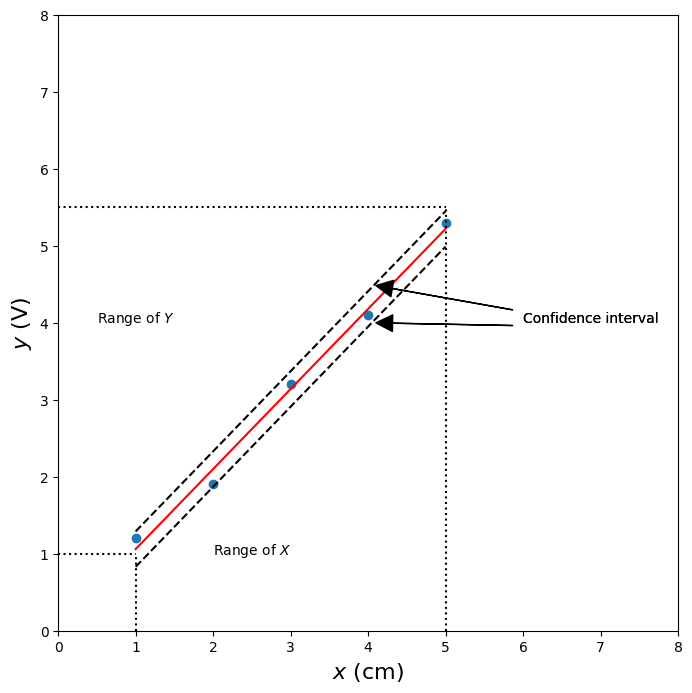 8
7
6
5
4
3
2
1
0
y (V)
Range of Y
Confidence interval
Range of X
0 1 2 3 4 5 6 7 8
x (cm)